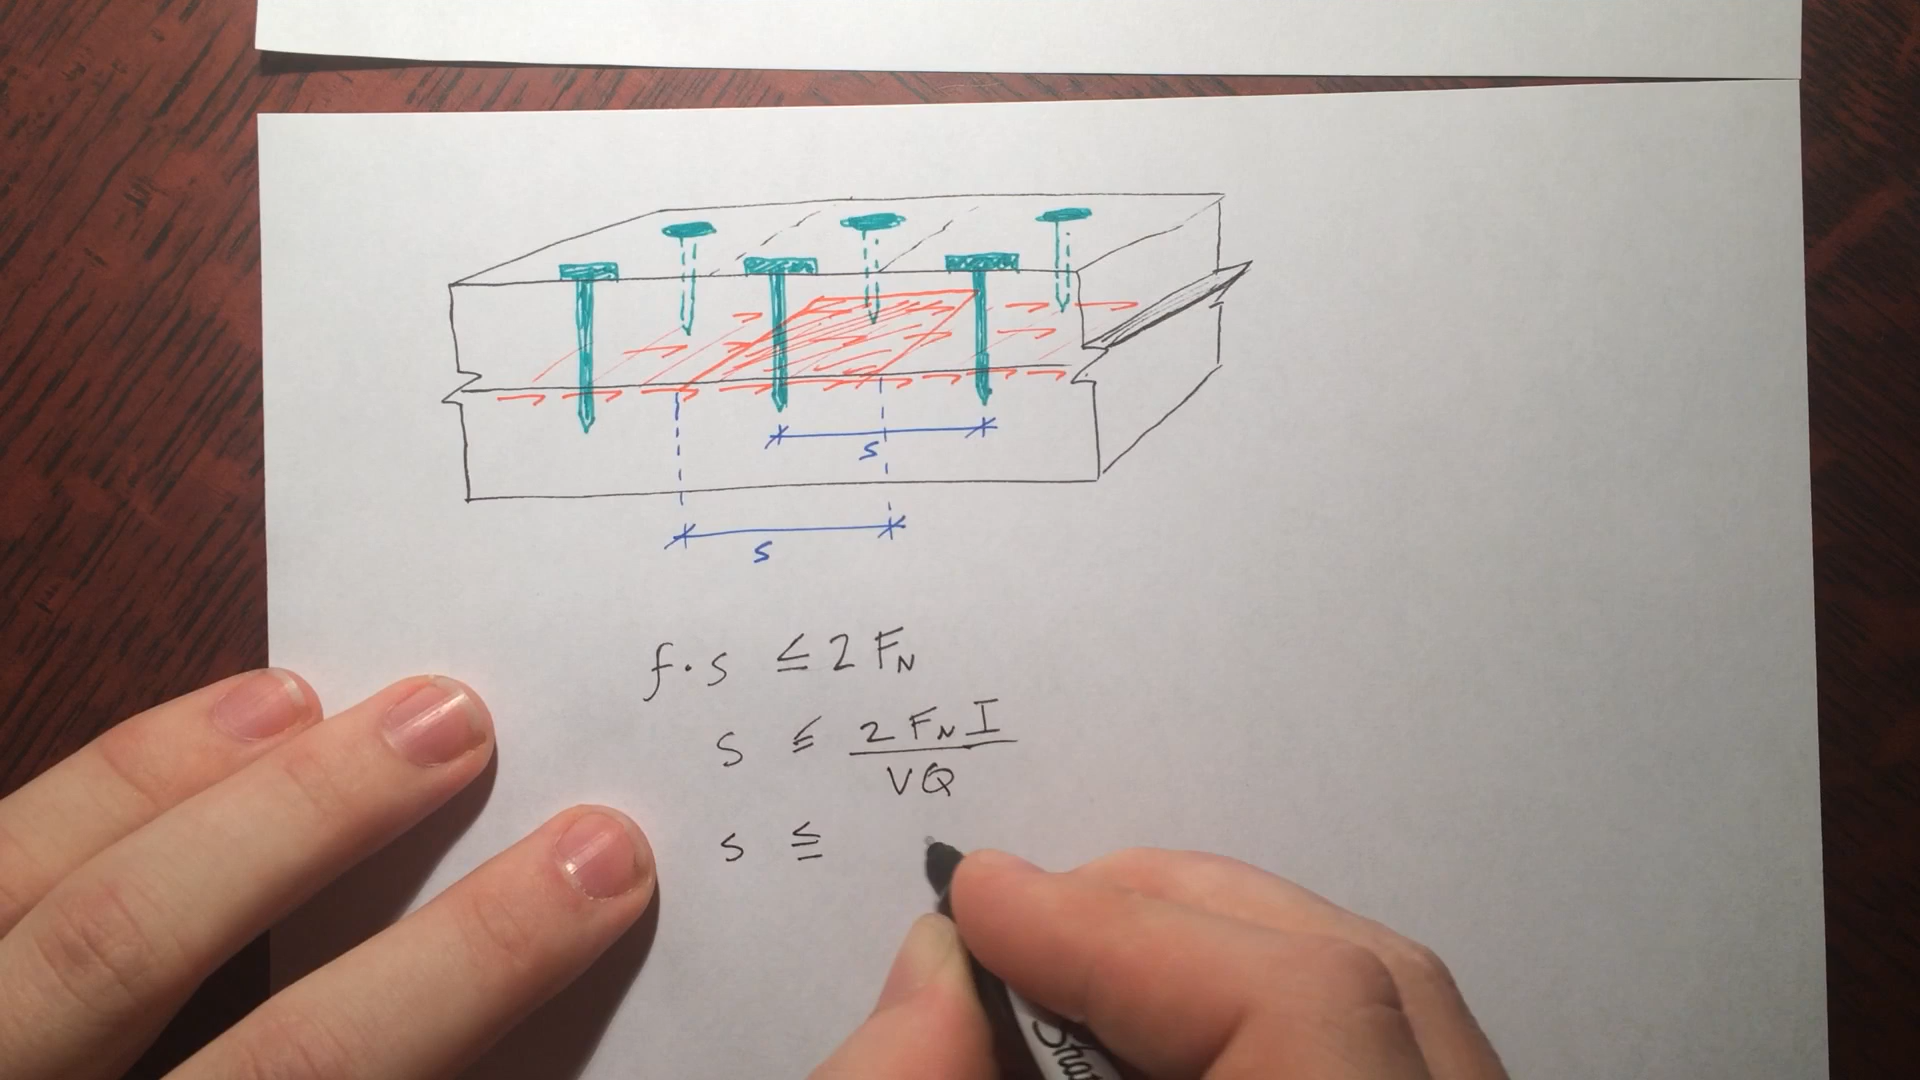 s
s
f · s ≤ 2 F_N
s ≤ 2 F_N I / VQ
s ≤